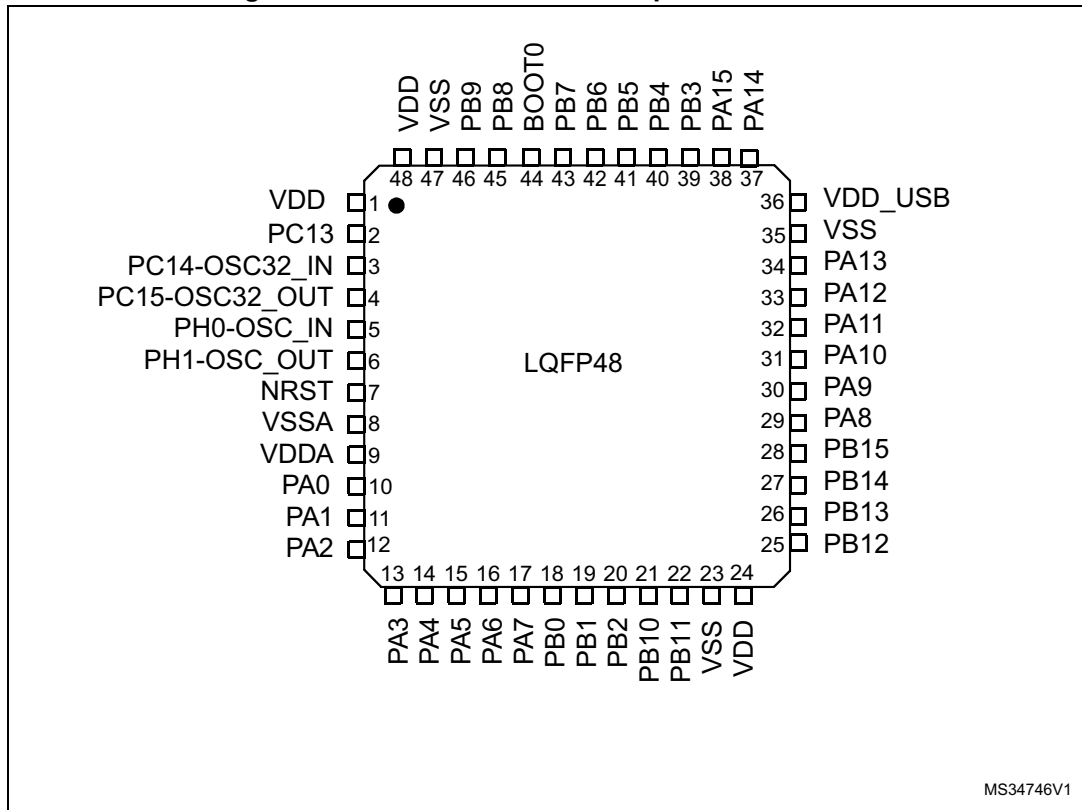 VDD
VSS
PB9
PB8
BOOT0
PB7
PB6
PB5
PB4
PB3
PA15
PA14
48 47 46 45 44 43 42 41 40 39 38 37
VDD 1
PC13 2
PC14-OSC32_IN 3
PC15-OSC32_OUT 4
PH0-OSC_IN 5
PH1-OSC_OUT 6
NRST 7
VSSA 8
VDDA 9
PA0 10
PA1 11
PA2 12
LQFP48
36 VDD_USB
35 VSS
34 PA13
33 PA12
32 PA11
31 PA10
30 PA9
29 PA8
28 PB15
27 PB14
26 PB13
25 PB12
13 14 15 16 17 18 19 20 21 22 23 24
PA3
PA4
PA5
PA6
PA7
PB0
PB1
PB2
PB10
PB11
VSS
VDD
MS34746V1